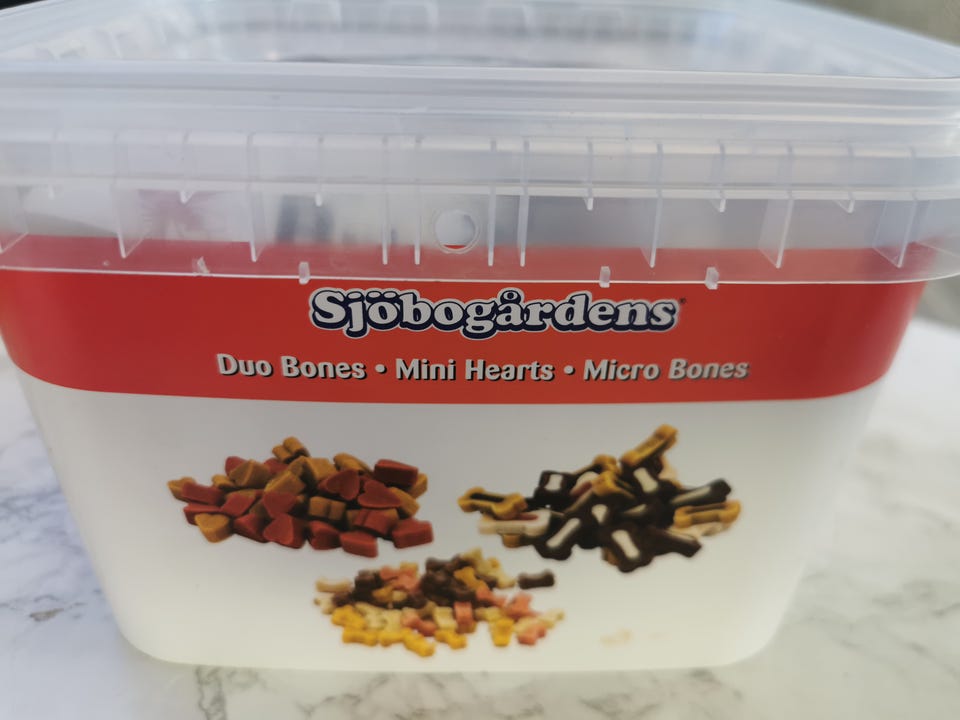 Sjöbogårdens
Duo Bones • Mini Hearts • Micro Bones